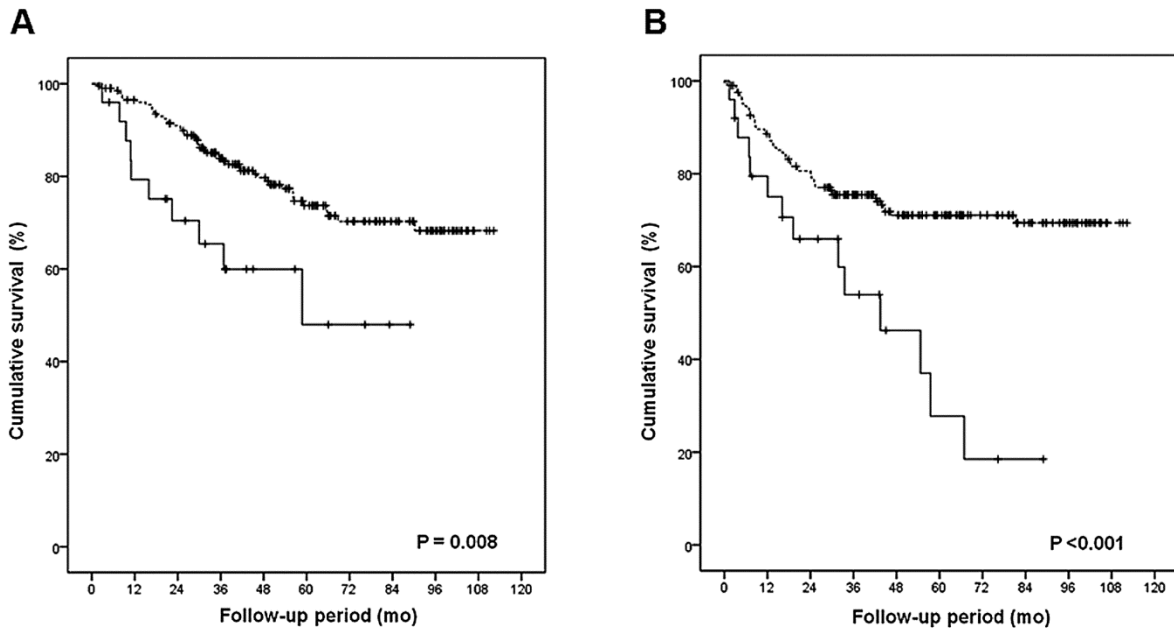 A
Cumulative survival (%)
100
80
60
40
20
0
P = 0.008
0 12 24 36 48 60 72 84 96 108 120
Follow-up period (mo)
B
Cumulative survival (%)
100
80
60
40
20
0
P <0.001
0 12 24 36 48 60 72 84 96 108 120
Follow-up period (mo)